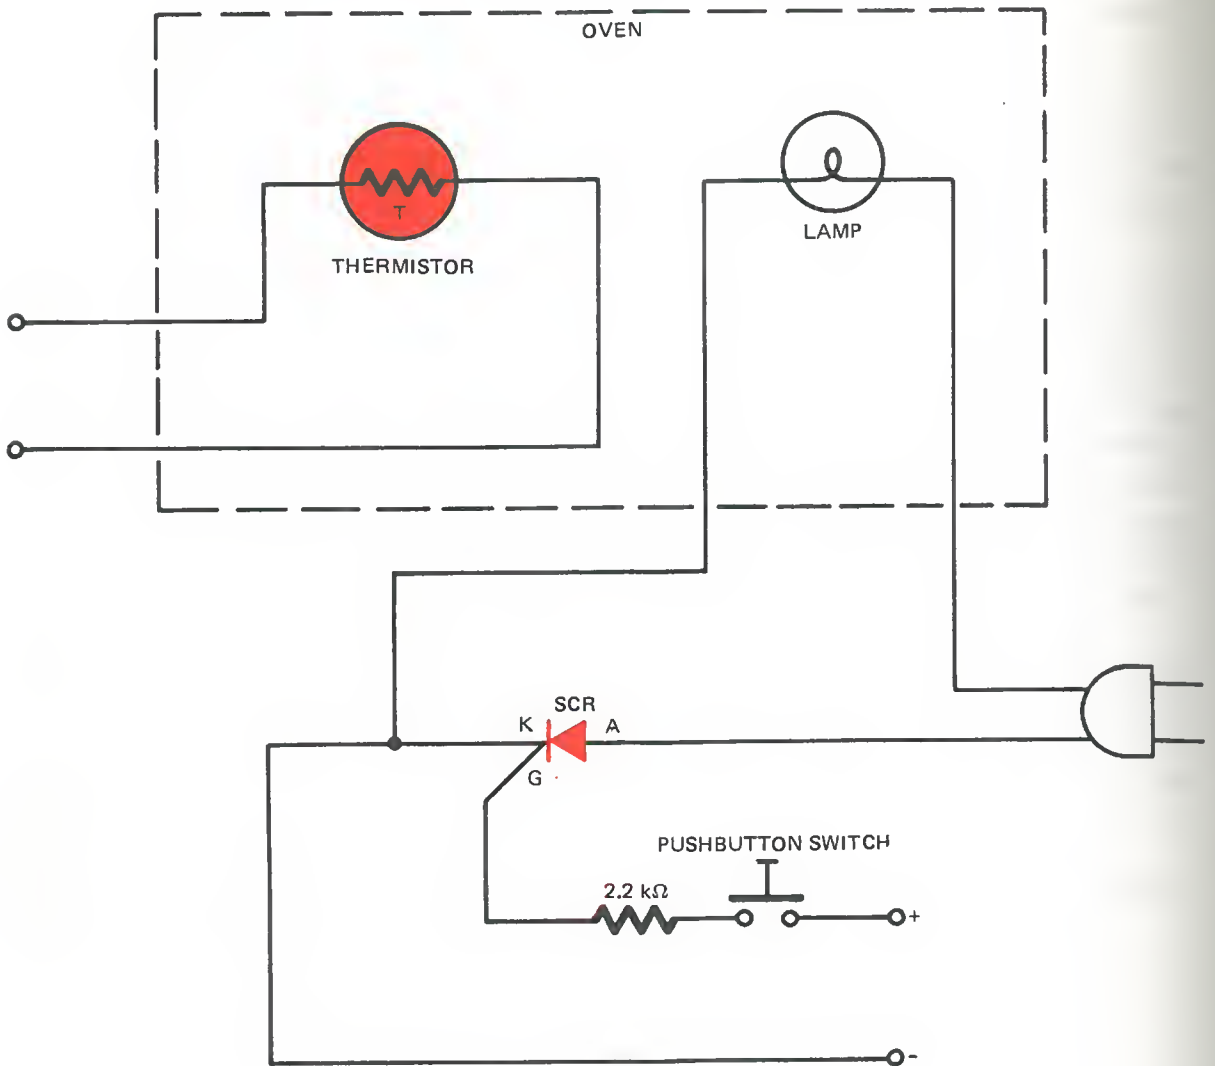 OVEN
T
THERMISTOR
LAMP
SCR
K
A
G
PUSHBUTTON SWITCH
2.2 kΩ
+
-